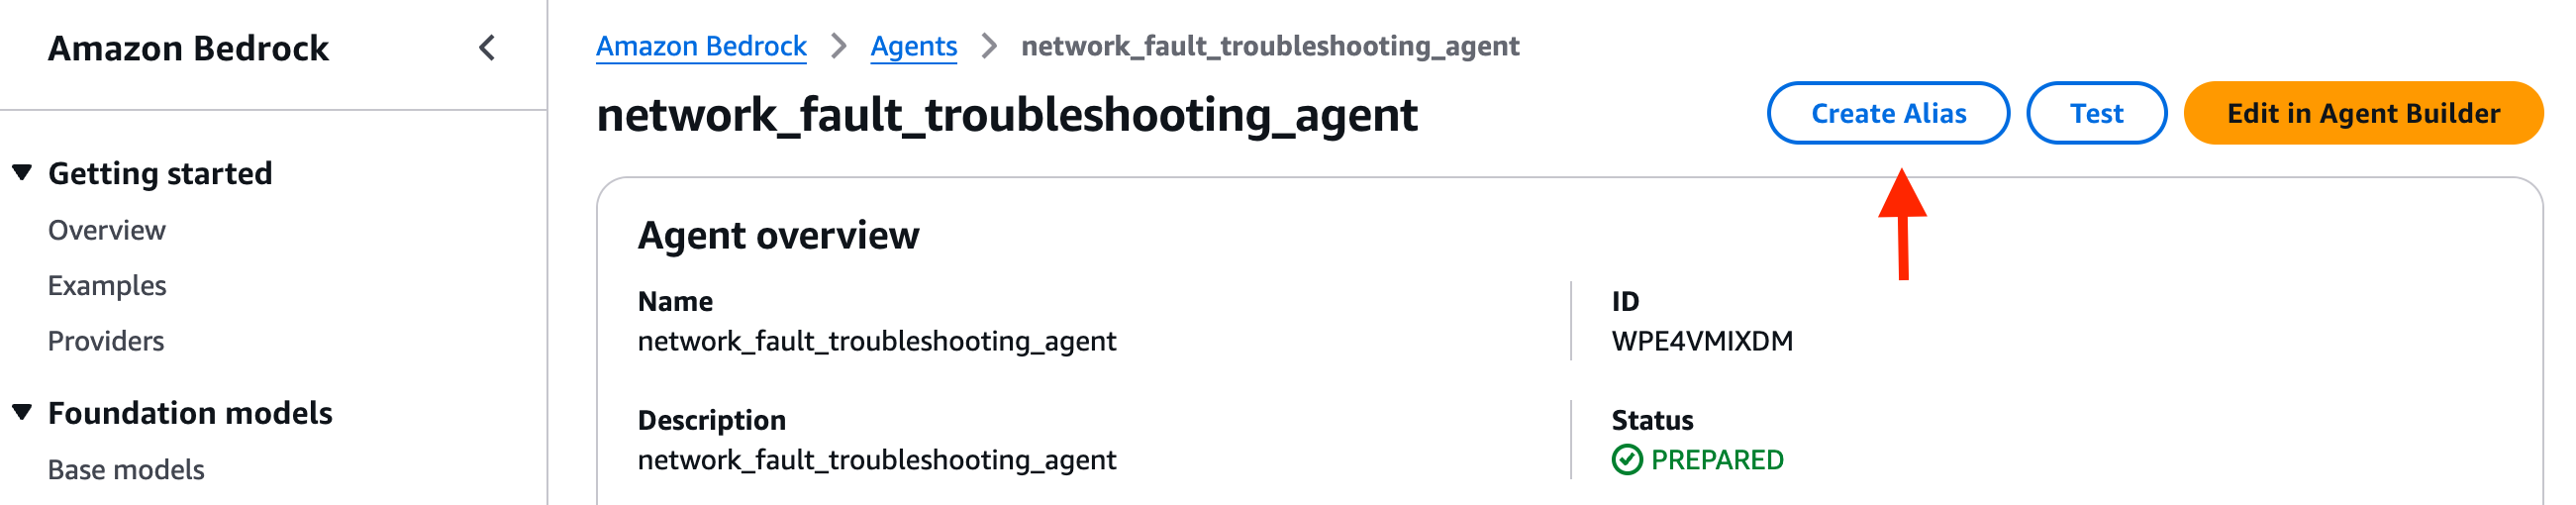 Amazon Bedrock
Getting started
Overview
Examples
Providers
Foundation models
Base models
Amazon Bedrock > Agents > network_fault_troubleshooting_agent
network_fault_troubleshooting_agent
Create Alias
Test
Edit in Agent Builder
Agent overview
Name
network_fault_troubleshooting_agent
ID
WPE4VMIXDM
Description
network_fault_troubleshooting_agent
Status
PREPARED